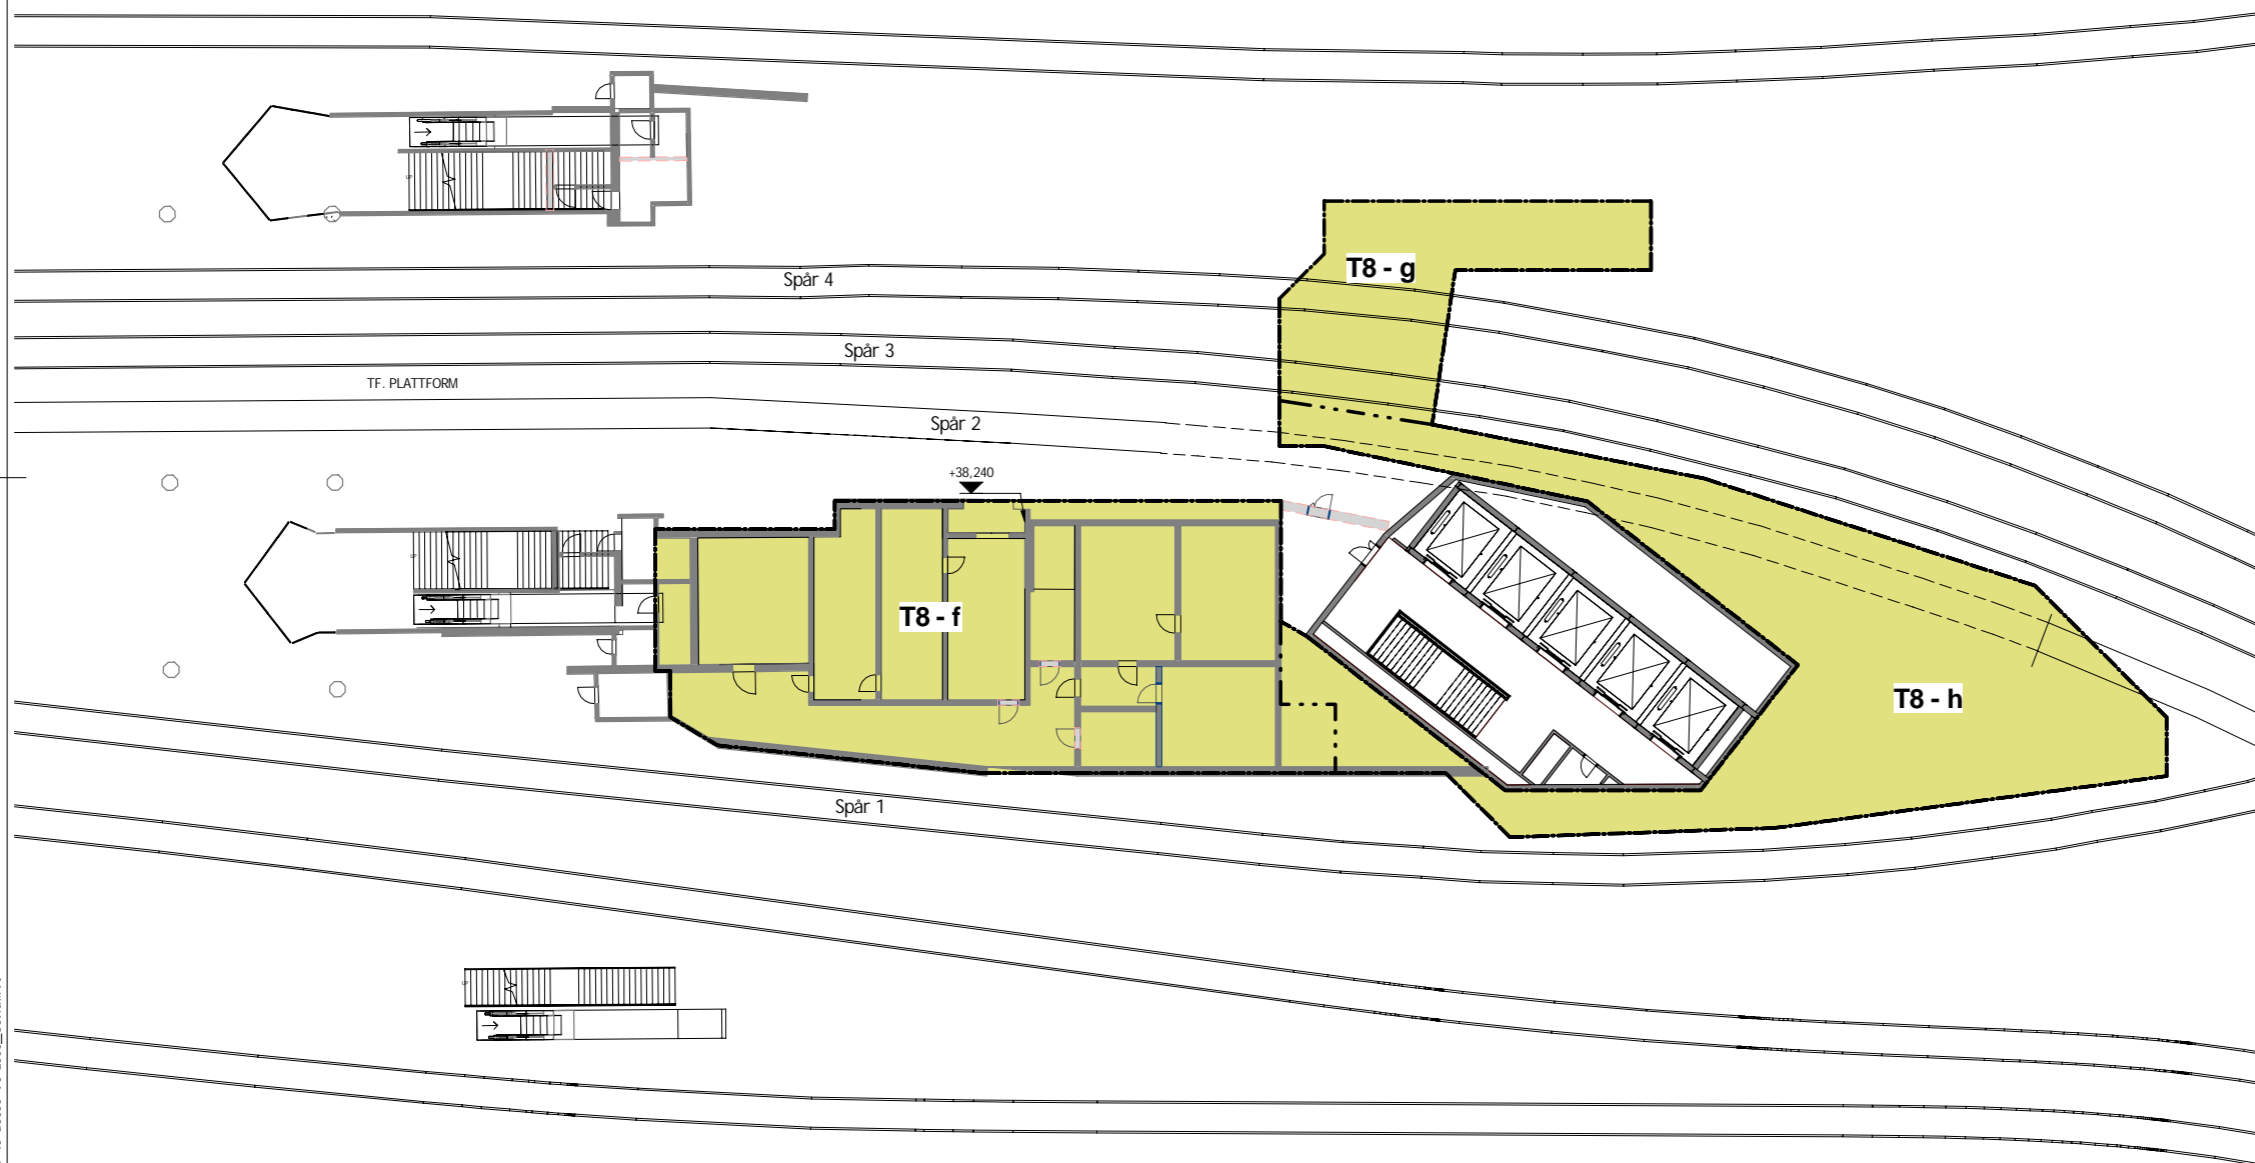 T8 - g
Spår 4
Spår 3
TF. PLATTFORM
Spår 2
+38,240
T8 - f
T8 - h
Spår 1